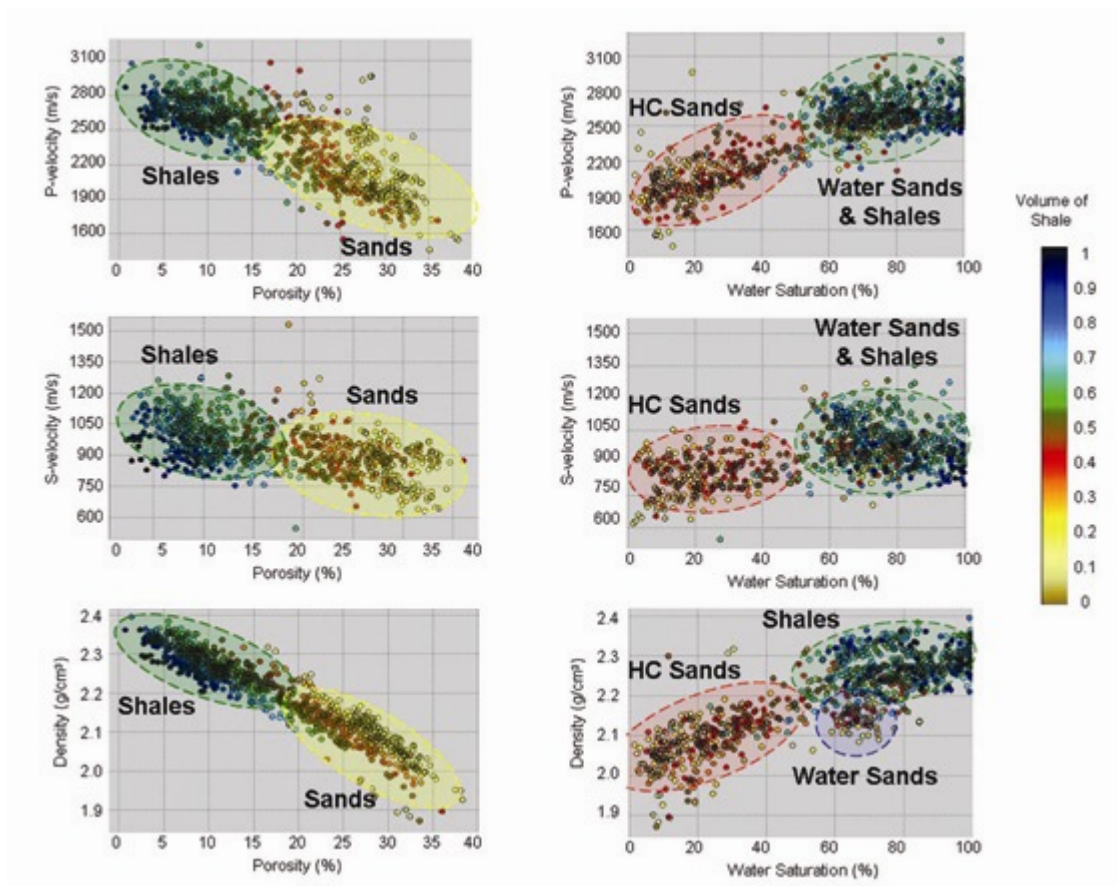 3100
2800
2500
2200
1900
1600
P-velocity (m/s)
Shales
Sands
0 5 10 15 20 25 30 35 40
Porosity (%)
3100
2800
2500
2200
1900
1600
P-velocity (m/s)
HC Sands
Water Sands
& Shales
0 20 40 60 80 100
Water Saturation (%)
1500
1350
1200
1050
900
750
600
S-velocity (m/s)
Shales
Sands
0 5 10 15 20 25 30 35 40
Porosity (%)
1500
1350
1200
1050
900
750
600
S-velocity (m/s)
Water Sands
& Shales
HC Sands
0 20 40 60 80 100
Water Saturation (%)
2.4
2.3
2.2
2.1
2.0
1.9
Density (g/cm³)
Shales
Sands
0 5 10 15 20 25 30 35 40
Porosity (%)
2.4
2.3
2.2
2.1
2.0
1.9
Density (g/cm³)
Shales
HC Sands
Water Sands
0 20 40 60 80 100
Water Saturation (%)
Volume of
Shale
1
0.9
0.8
0.7
0.6
0.5
0.4
0.3
0.2
0.1
0